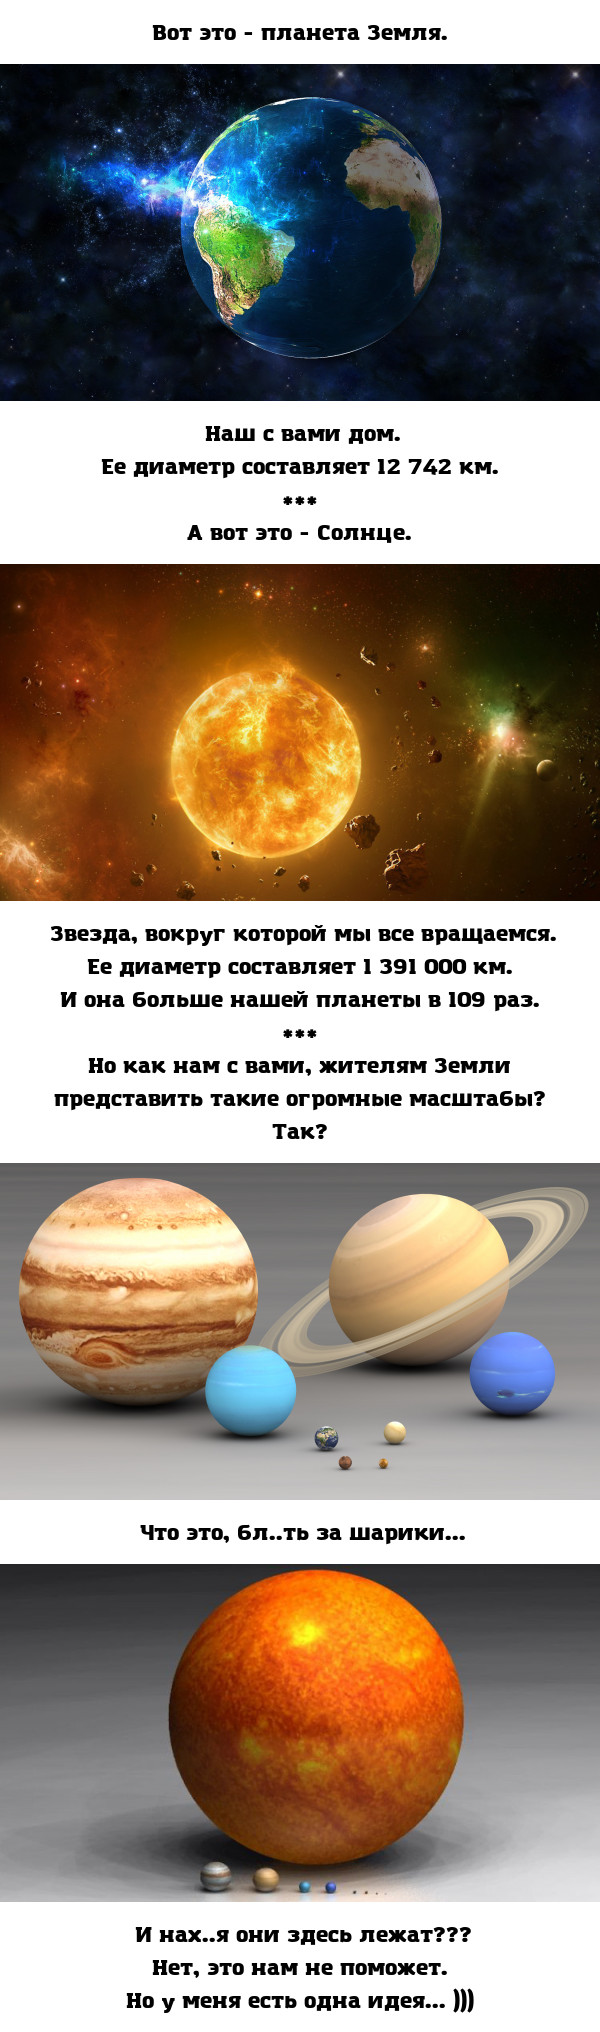 Вот это - планета Земля.
Наш с вами дом.
Ее диаметр составляет 12 742 км.
***
А вот это - Солнце.
Звезда, вокруг которой мы все вращаемся.
Ее диаметр составляет 1 391 000 км.
И она больше нашей планеты в 109 раз.
***
Но как нам с вами, жителям Земли
представить такие огромные масштабы?
Так?
Что это, бл..ть за шарики...
И нах..я они здесь лежат???
Нет, это нам не поможет.
Но у меня есть одна идея... )))